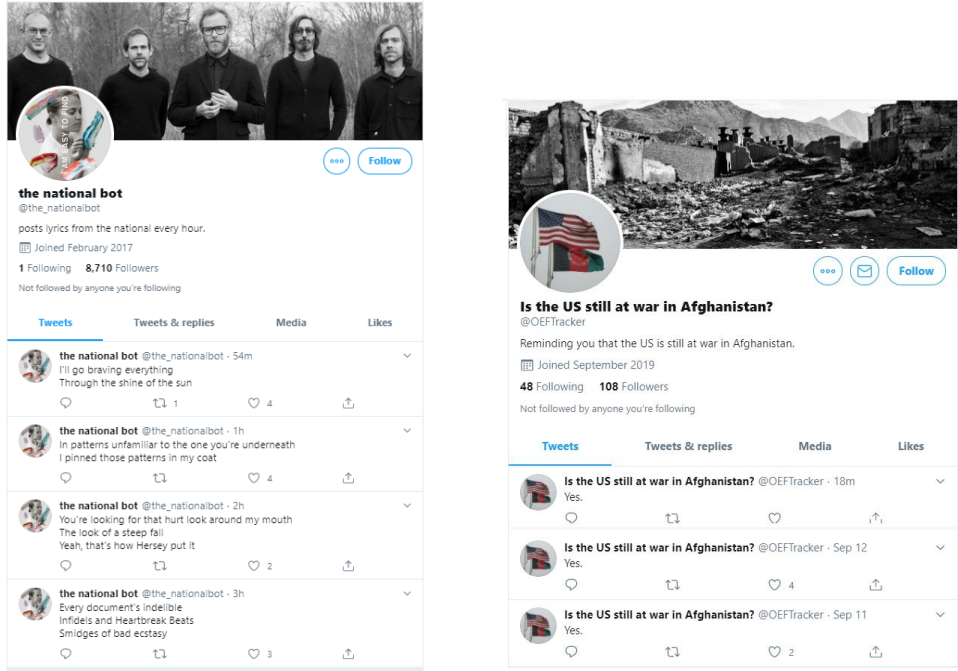 I AM EASY TO FIND
Follow
the national bot
@the_nationalbot
posts lyrics from the national every hour.
Joined February 2017
1 Following 8,710 Followers
Not followed by anyone you're following
Tweets Tweets & replies Media Likes
the national bot @the_nationalbot · 54m
I'll go braving everything
Through the shine of the sun
1 4
the national bot @the_nationalbot · 1h
In patterns unfamiliar to the one you're underneath
I pinned those patterns in my coat
4
the national bot @the_nationalbot · 2h
You're looking for that hurt look around my mouth
The look of a steep fall
Yeah, that's how Hersey put it
2
the national bot @the_nationalbot · 3h
Every document's indelible
Infidels and Heartbreak Beats
Smidges of bad ecstasy
3
Follow
Is the US still at war in Afghanistan?
@OEFTracker
Reminding you that the US is still at war in Afghanistan.
Joined September 2019
48 Following 108 Followers
Not followed by anyone you're following
Tweets Tweets & replies Media Likes
Is the US still at war in Afghanistan? @OEFTracker · 18m
Yes.
Is the US still at war in Afghanistan? @OEFTracker · Sep 12
Yes.
4
Is the US still at war in Afghanistan? @OEFTracker · Sep 11
Yes.
2